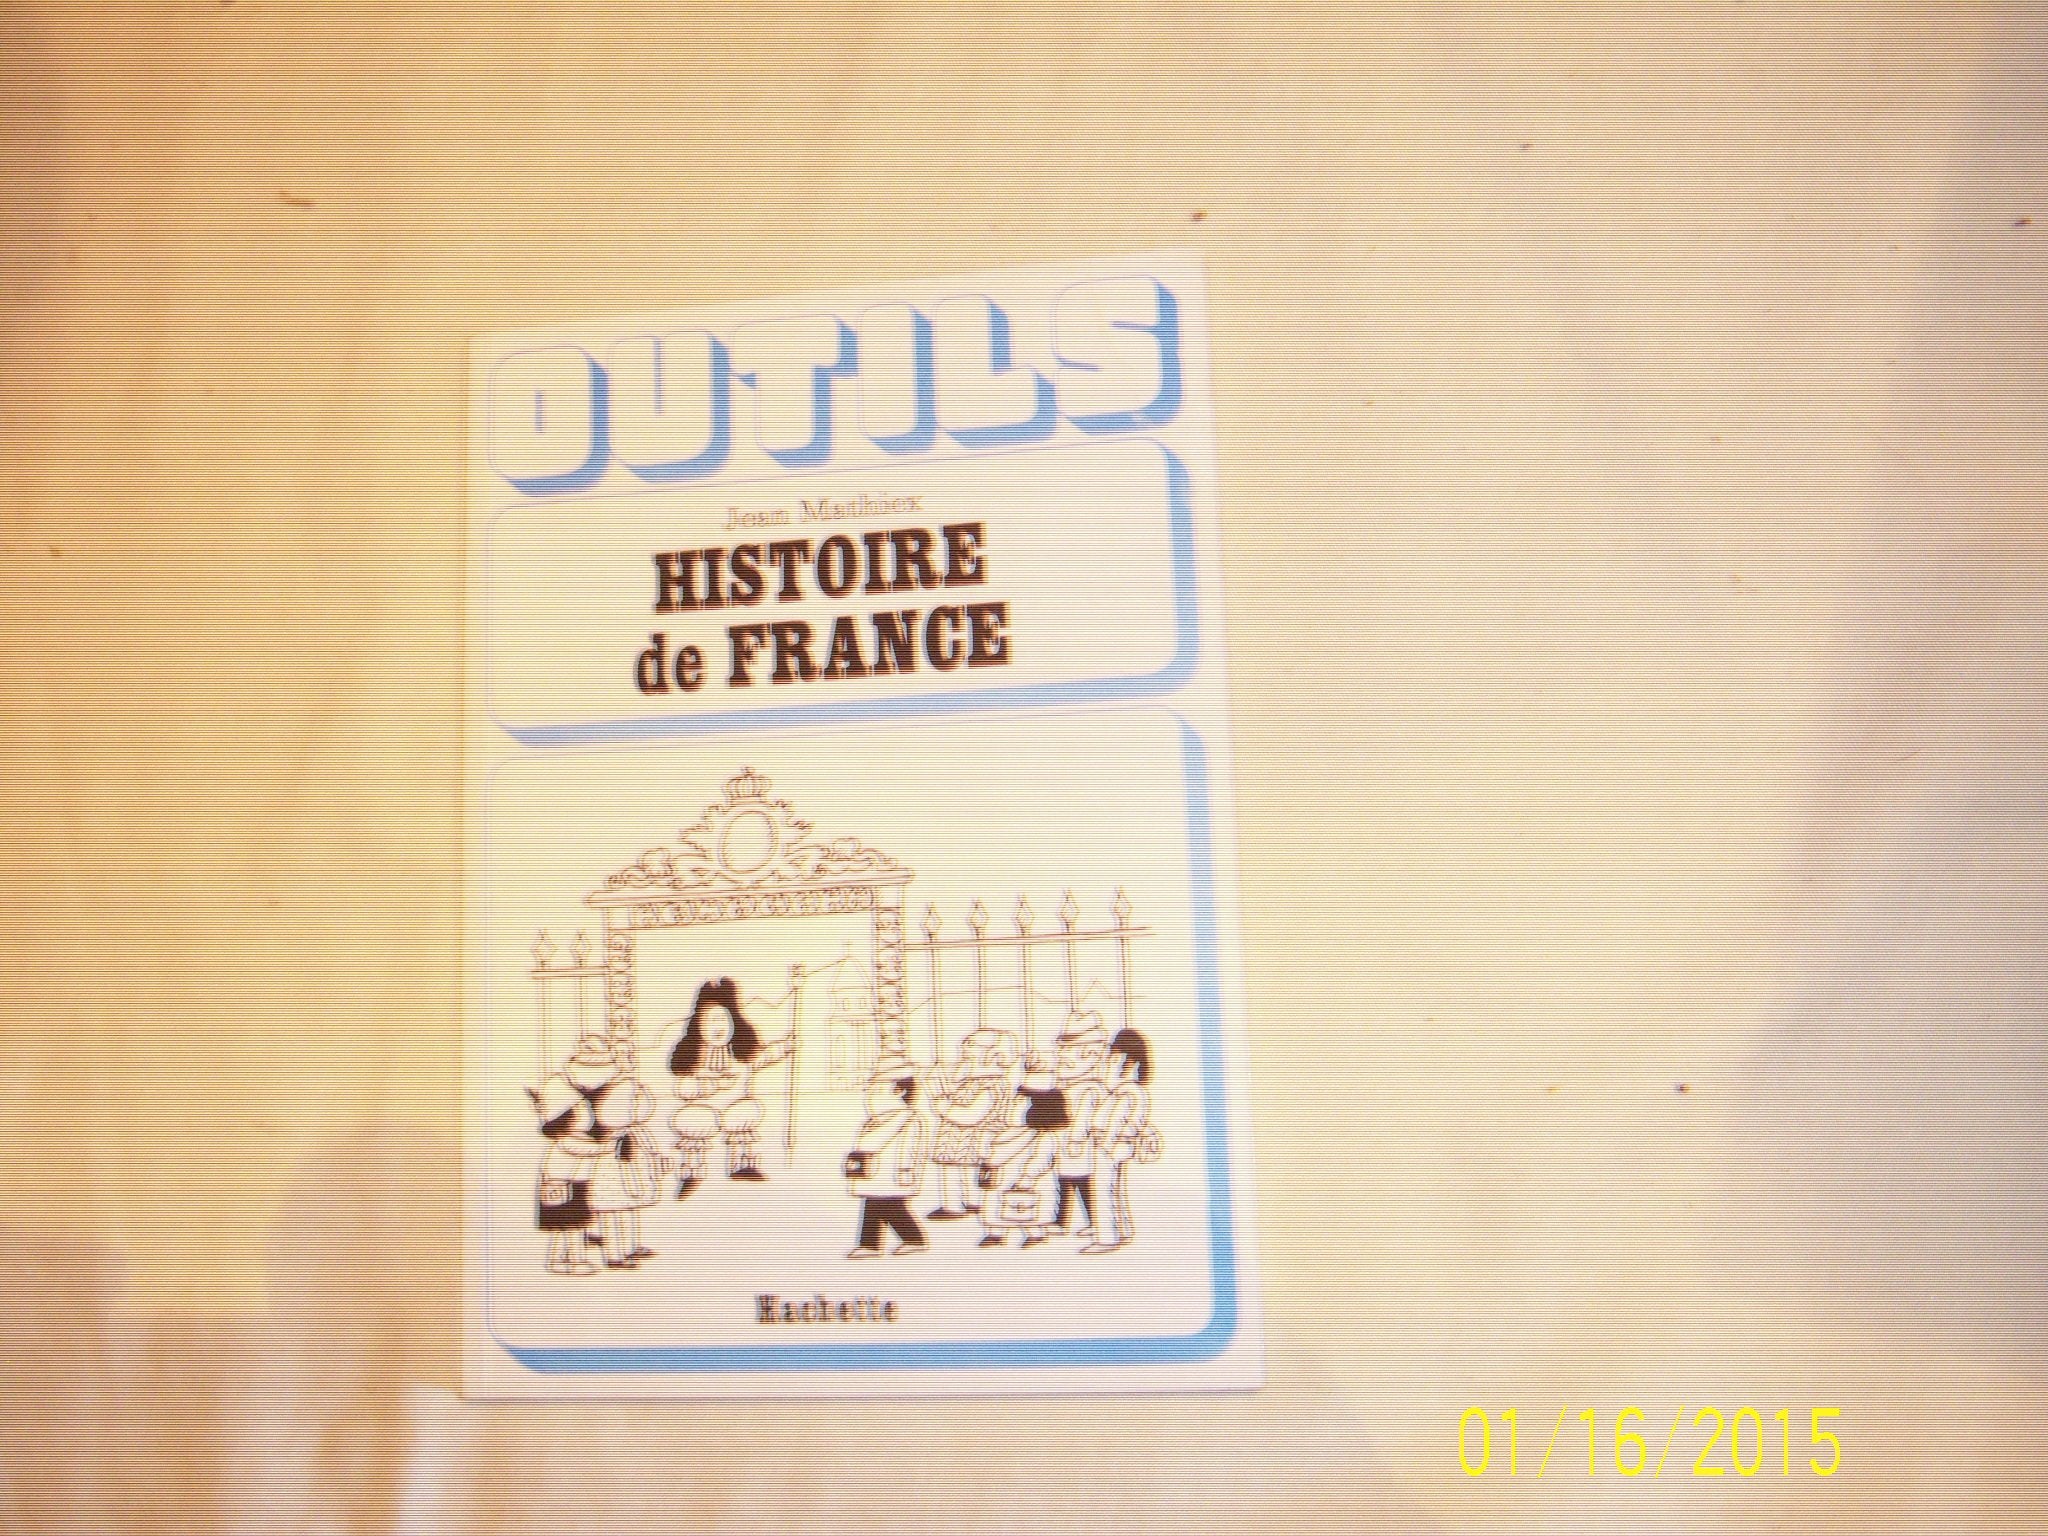 OUTILS
Jean Mathiex
HISTOIRE
de FRANCE
Hachette
01/16/2015